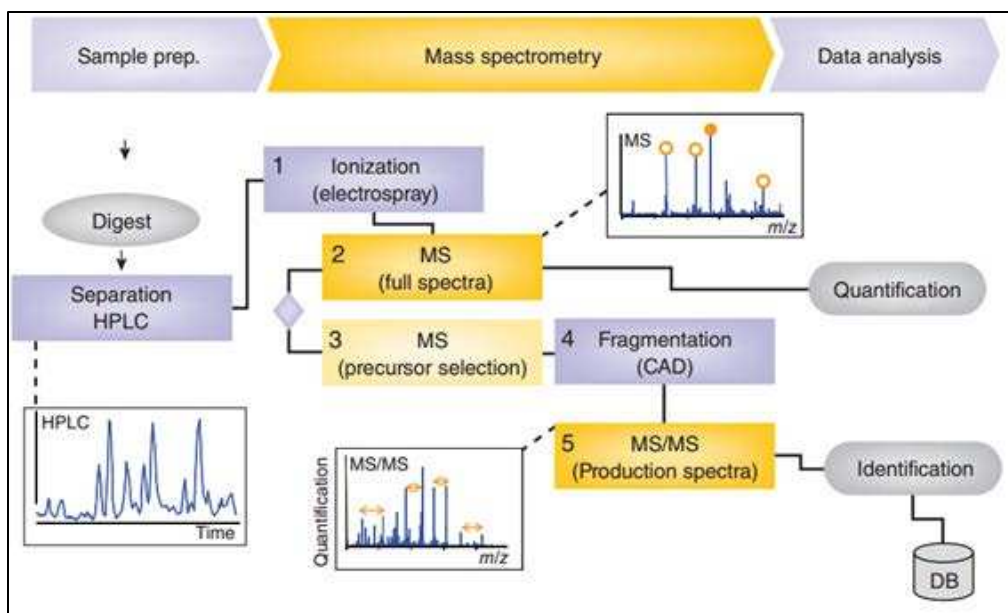 Sample prep.
Mass spectrometry
Data analysis
1
Ionization
(electrospray)
MS
m/z
Digest
2
MS
(full spectra)
Separation
HPLC
Quantification
3
MS
(precursor selection)
4
Fragmentation
(CAD)
HPLC
Time
Quantification
MS/MS
m/z
5
MS/MS
(Production spectra)
Identification
DB